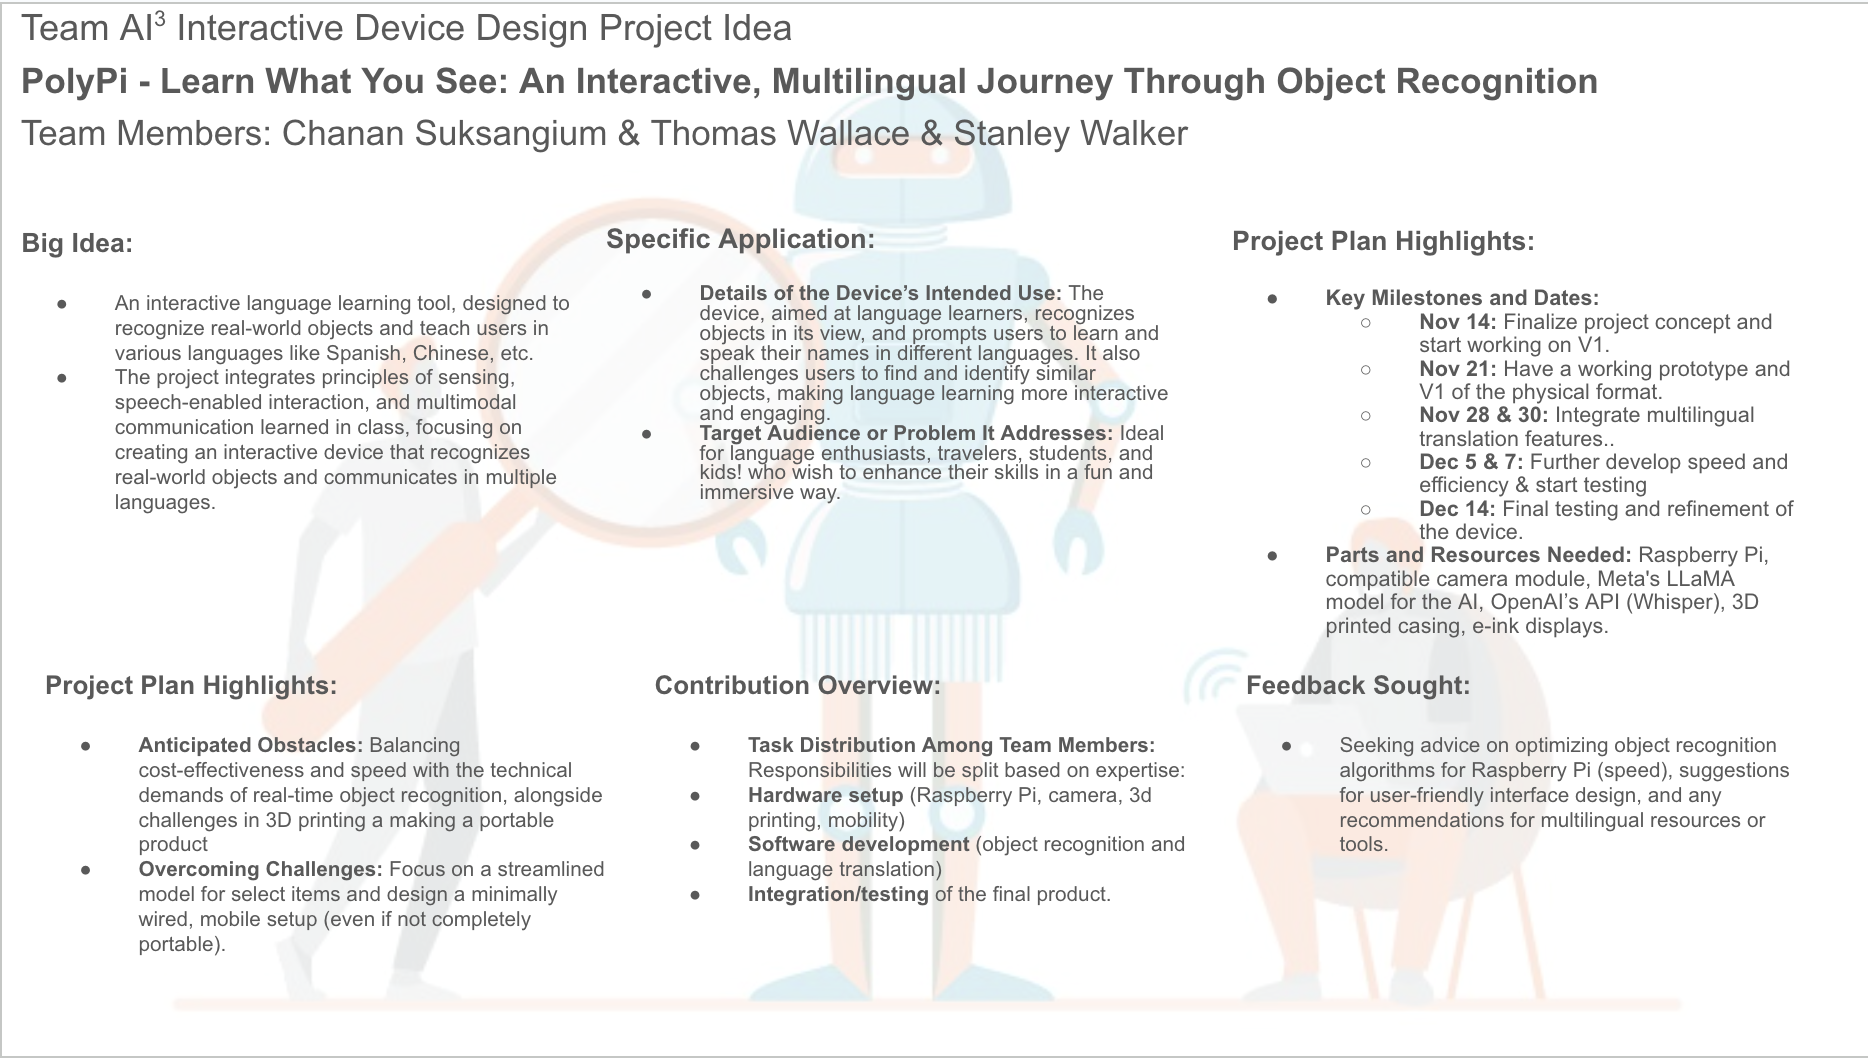 Team AI³ Interactive Device Design Project Idea
PolyPi - Learn What You See: An Interactive, Multilingual Journey Through Object Recognition
Team Members: Chanan Suksangium & Thomas Wallace & Stanley Walker
Big Idea:
● An interactive language learning tool, designed to
recognize real-world objects and teach users in
various languages like Spanish, Chinese, etc.
● The project integrates principles of sensing,
speech-enabled interaction, and multimodal
communication learned in class, focusing on
creating an interactive device that recognizes
real-world objects and communicates in multiple
languages.
Specific Application:
● Details of the Device’s Intended Use: The
device, aimed at language learners, recognizes
objects in its view, and prompts users to learn and
speak their names in different languages. It also
challenges users to find and identify similar
objects, making language learning more interactive
and engaging.
● Target Audience or Problem It Addresses: Ideal
for language enthusiasts, travelers, students, and
kids! who wish to enhance their skills in a fun and
immersive way.
Project Plan Highlights:
● Key Milestones and Dates:
○ Nov 14: Finalize project concept and
start working on V1.
○ Nov 21: Have a working prototype and
V1 of the physical format.
○ Nov 28 & 30: Integrate multilingual
translation features..
○ Dec 5 & 7: Further develop speed and
efficiency & start testing
○ Dec 14: Final testing and refinement of
the device.
● Parts and Resources Needed: Raspberry Pi,
compatible camera module, Meta's LLaMA
model for the AI, OpenAI’s API (Whisper), 3D
printed casing, e-ink displays.
Project Plan Highlights:
● Anticipated Obstacles: Balancing
cost-effectiveness and speed with the technical
demands of real-time object recognition, alongside
challenges in 3D printing a making a portable
product
● Overcoming Challenges: Focus on a streamlined
model for select items and design a minimally
wired, mobile setup (even if not completely
portable).
Contribution Overview:
● Task Distribution Among Team Members:
Responsibilities will be split based on expertise:
● Hardware setup (Raspberry Pi, camera, 3d
printing, mobility)
● Software development (object recognition and
language translation)
● Integration/testing of the final product.
Feedback Sought:
● Seeking advice on optimizing object recognition
algorithms for Raspberry Pi (speed), suggestions
for user-friendly interface design, and any
recommendations for multilingual resources or
tools.